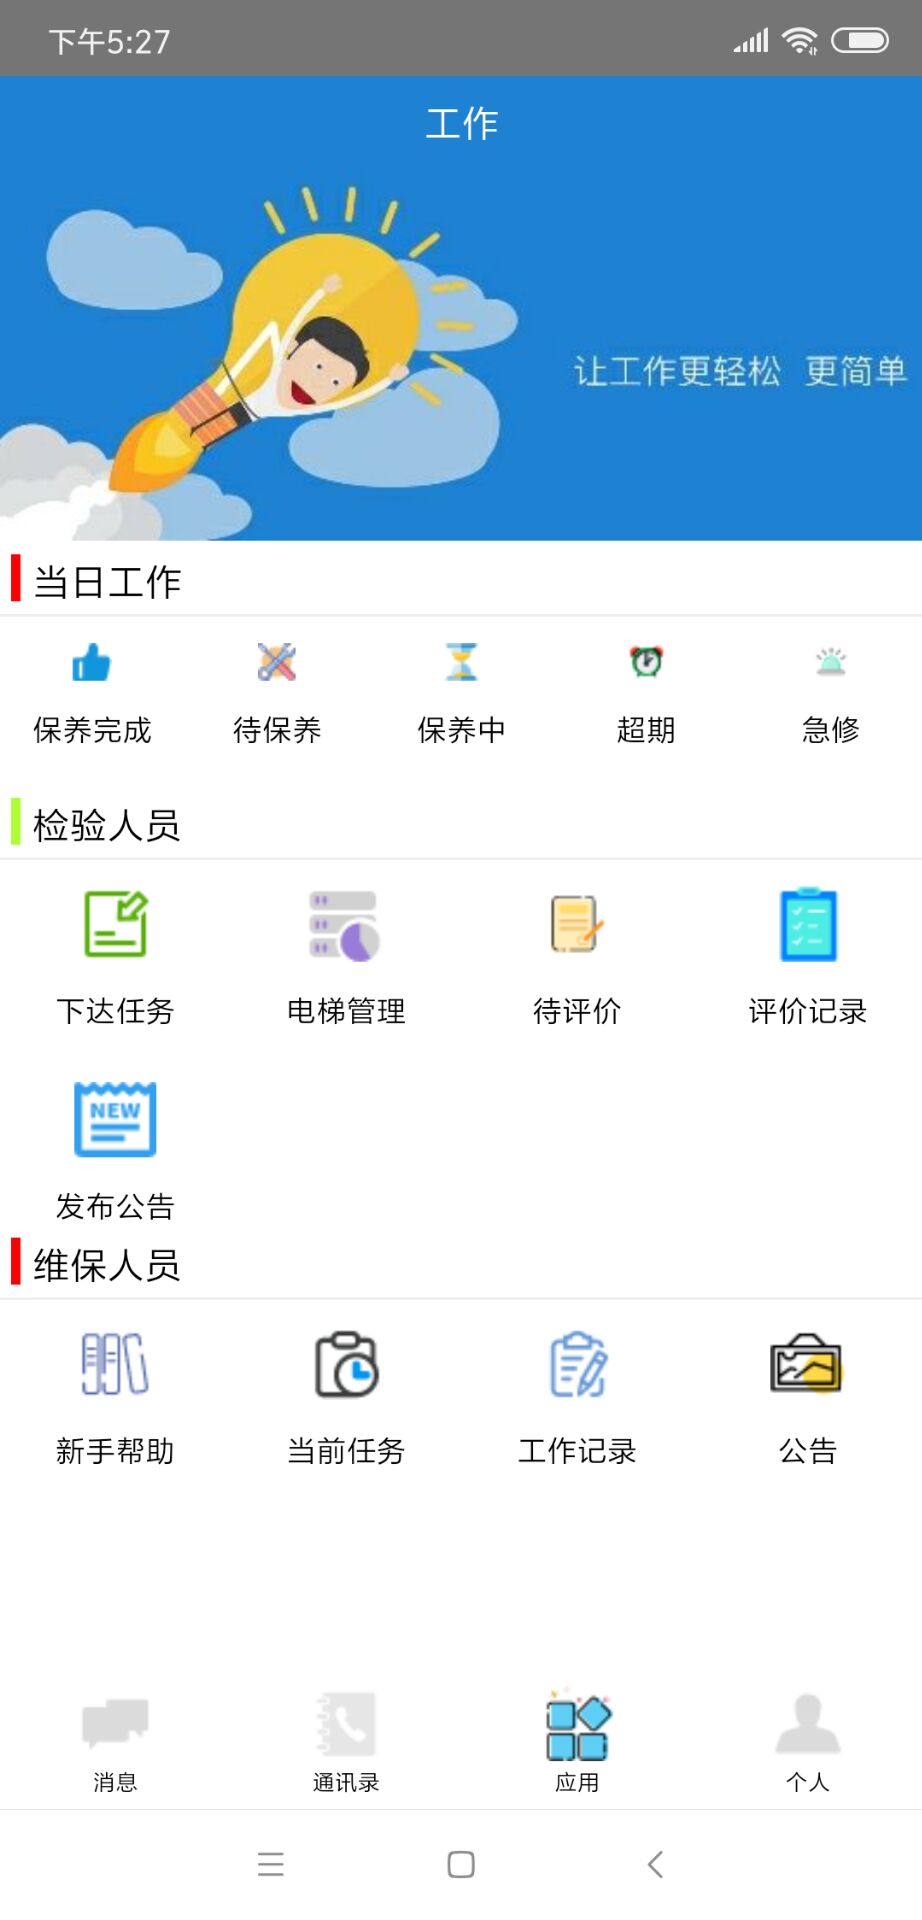 下午5:27
工作
让工作更轻松 更简单
当日工作
保养完成 待保养 保养中 超期 急修
检验人员
下达任务 电梯管理 待评价 评价记录
NEW
发布公告
维保人员
新手帮助 当前任务 工作记录 公告
消息 通讯录 应用 个人